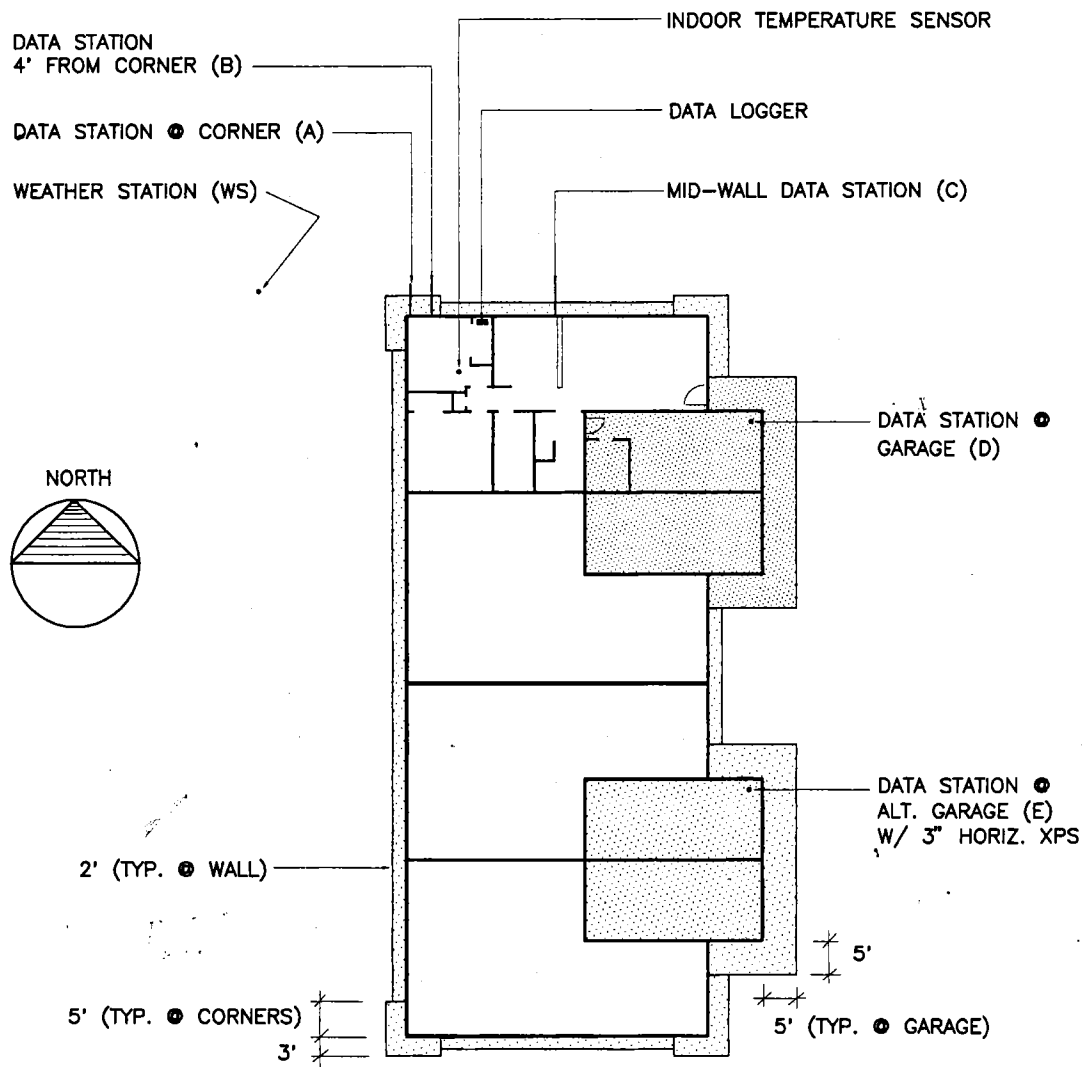 INDOOR TEMPERATURE SENSOR
DATA STATION
4' FROM CORNER (B)
DATA LOGGER
DATA STATION @ CORNER (A)
WEATHER STATION (WS)
MID-WALL DATA STATION (C)
DATA STATION @
GARAGE (D)
NORTH
DATA STATION @
ALT. GARAGE (E)
W/ 3" HORIZ. XPS
2' (TYP. @ WALL)
5'
5' (TYP. @ CORNERS)
5' (TYP. @ GARAGE)
3'